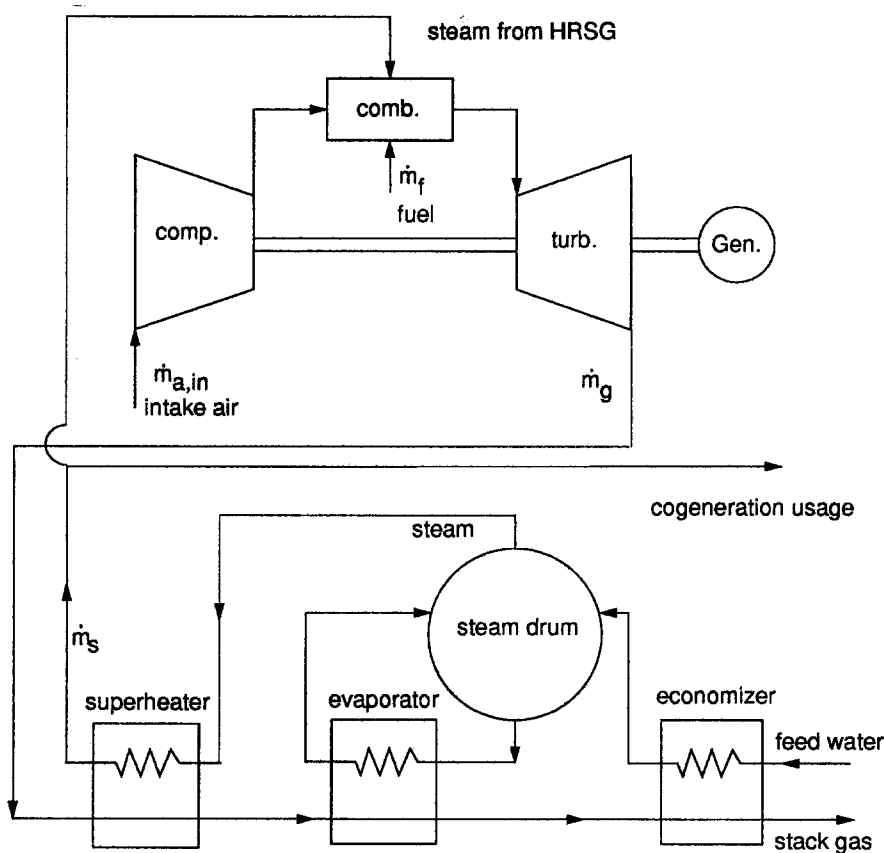 steam from HRSG
comb.
ṁf
fuel
comp.
turb.
Gen.
ṁa,in
intake air
ṁg
cogeneration usage
steam
steam drum
ṁs
superheater
evaporator
economizer
feed water
stack gas